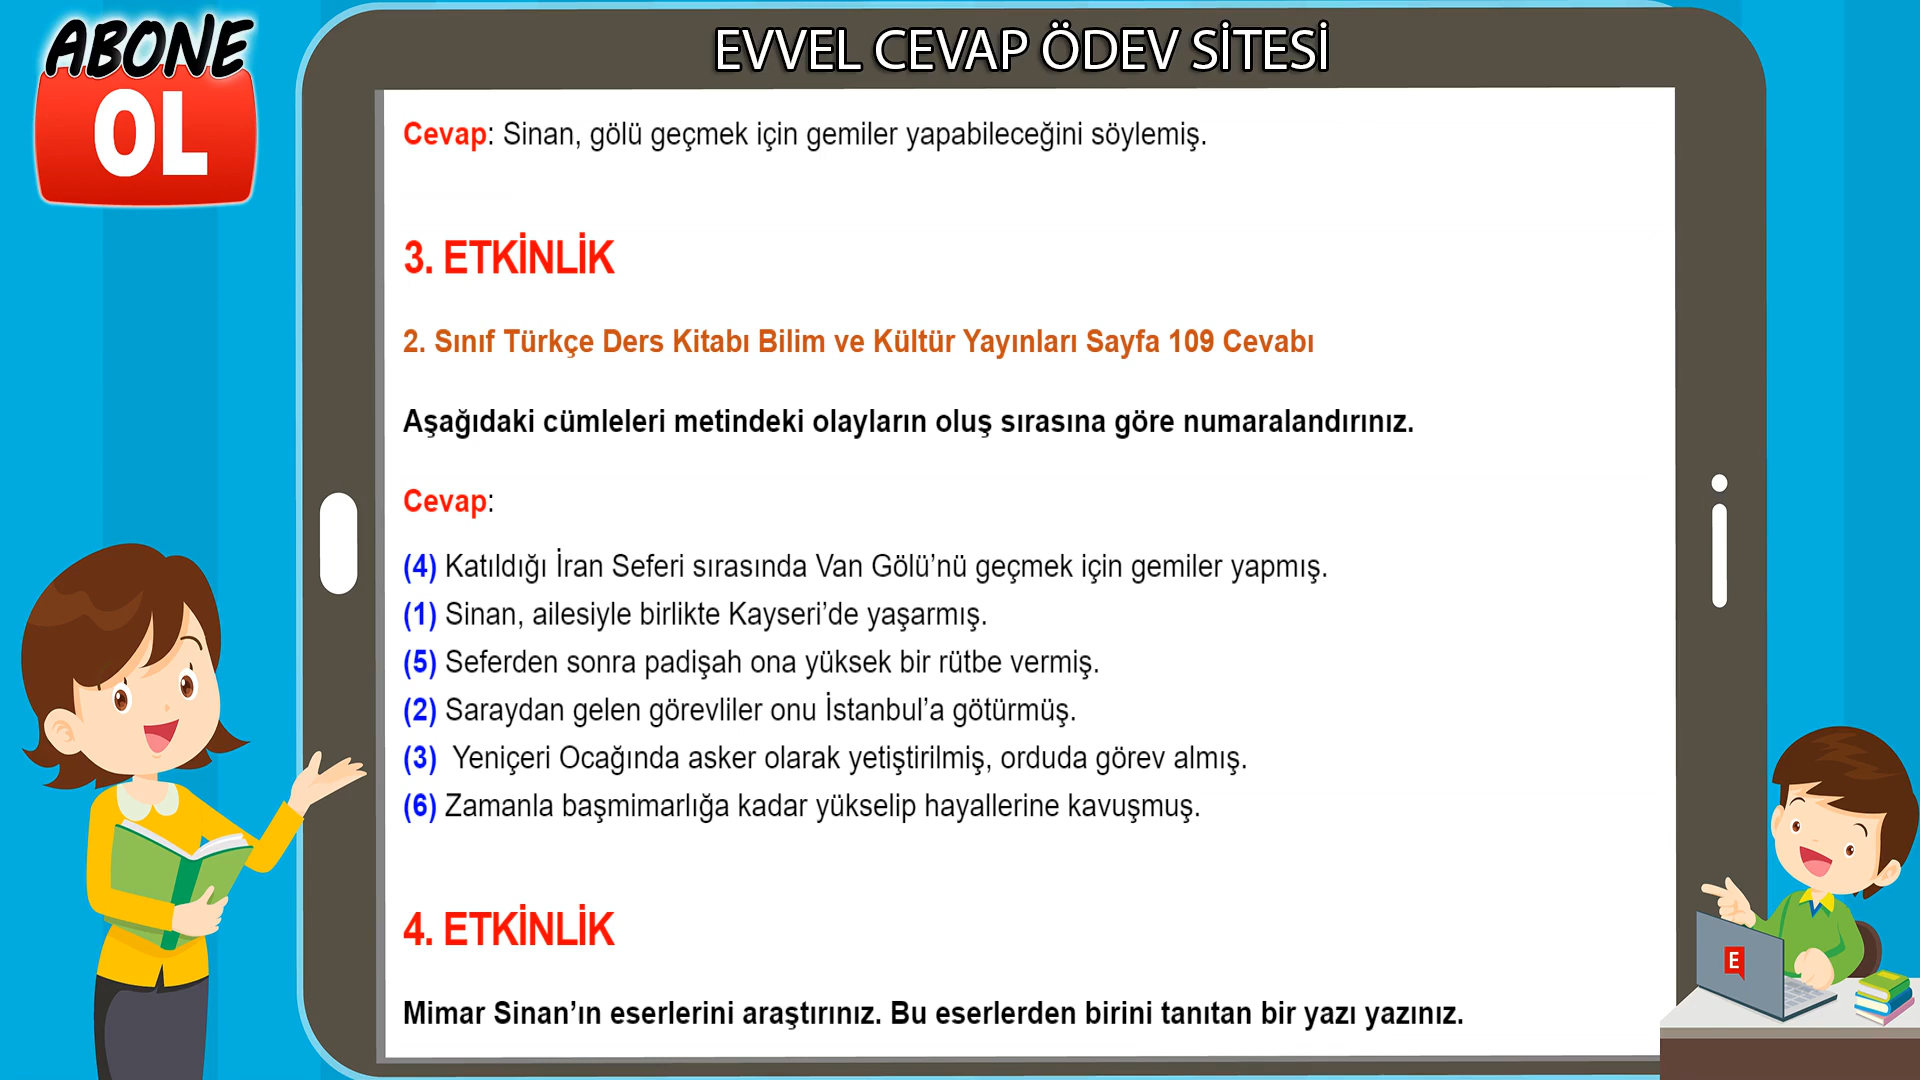 ABONE
OL
EVVEL CEVAP ÖDEV SİTESİ
Cevap: Sinan, gölü geçmek için gemiler yapabileceğini söylemiş.
3. ETKİNLİK
2. Sınıf Türkçe Ders Kitabı Bilim ve Kültür Yayınları Sayfa 109 Cevabı
Aşağıdaki cümleleri metindeki olayların oluş sırasına göre numaralandırınız.
Cevap:
(4) Katıldığı İran Seferi sırasında Van Gölü’nü geçmek için gemiler yapmış.
(1) Sinan, ailesiyle birlikte Kayseri’de yaşarmış.
(5) Seferden sonra padişah ona yüksek bir rütbe vermiş.
(2) Saraydan gelen görevliler onu İstanbul’a götürmüş.
(3) Yeniçeri Ocağında asker olarak yetiştirilmiş, orduda görev almış.
(6) Zamanla başmimarlığa kadar yükselip hayallerine kavuşmuş.
4. ETKİNLİK
Mimar Sinan’ın eserlerini araştırınız. Bu eserlerden birini tanıtan bir yazı yazınız.
E